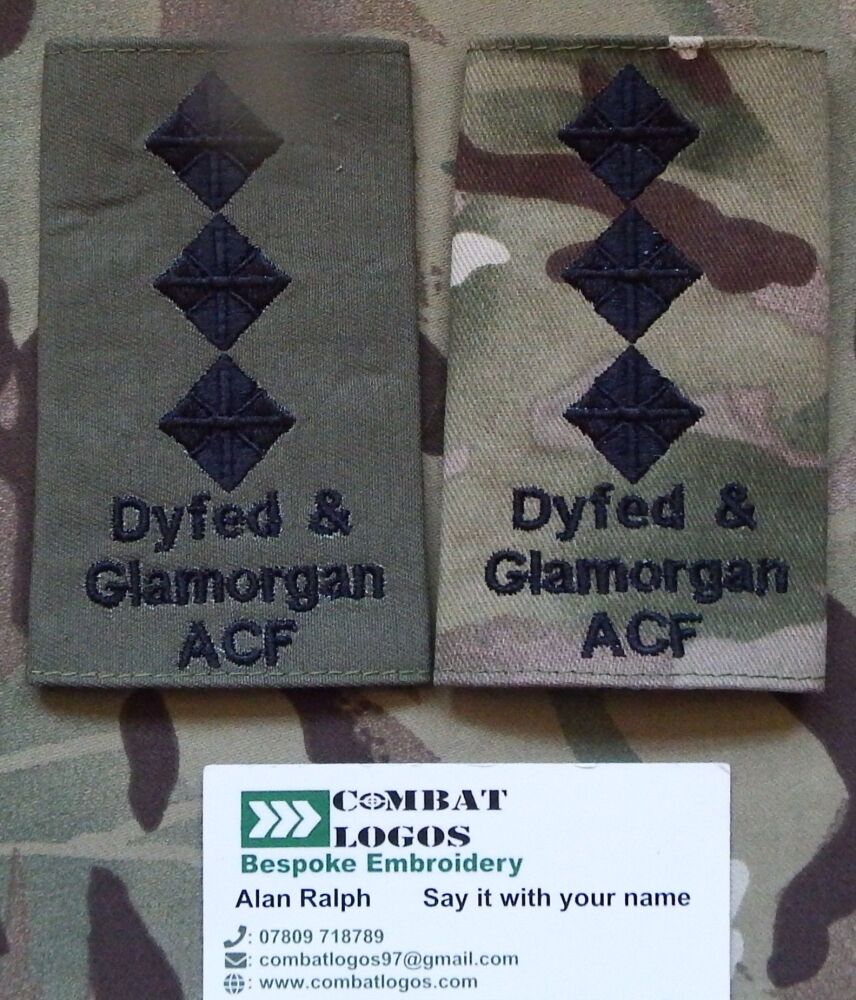 Dyfed &
Glamorgan
ACF
Dyfed &
Glamorgan
ACF
COMBAT
LOGOS
Bespoke Embroidery
Alan Ralph Say it with your name
: 07809 718789
: combatlogos97@gmail.com
: www.combatlogos.com